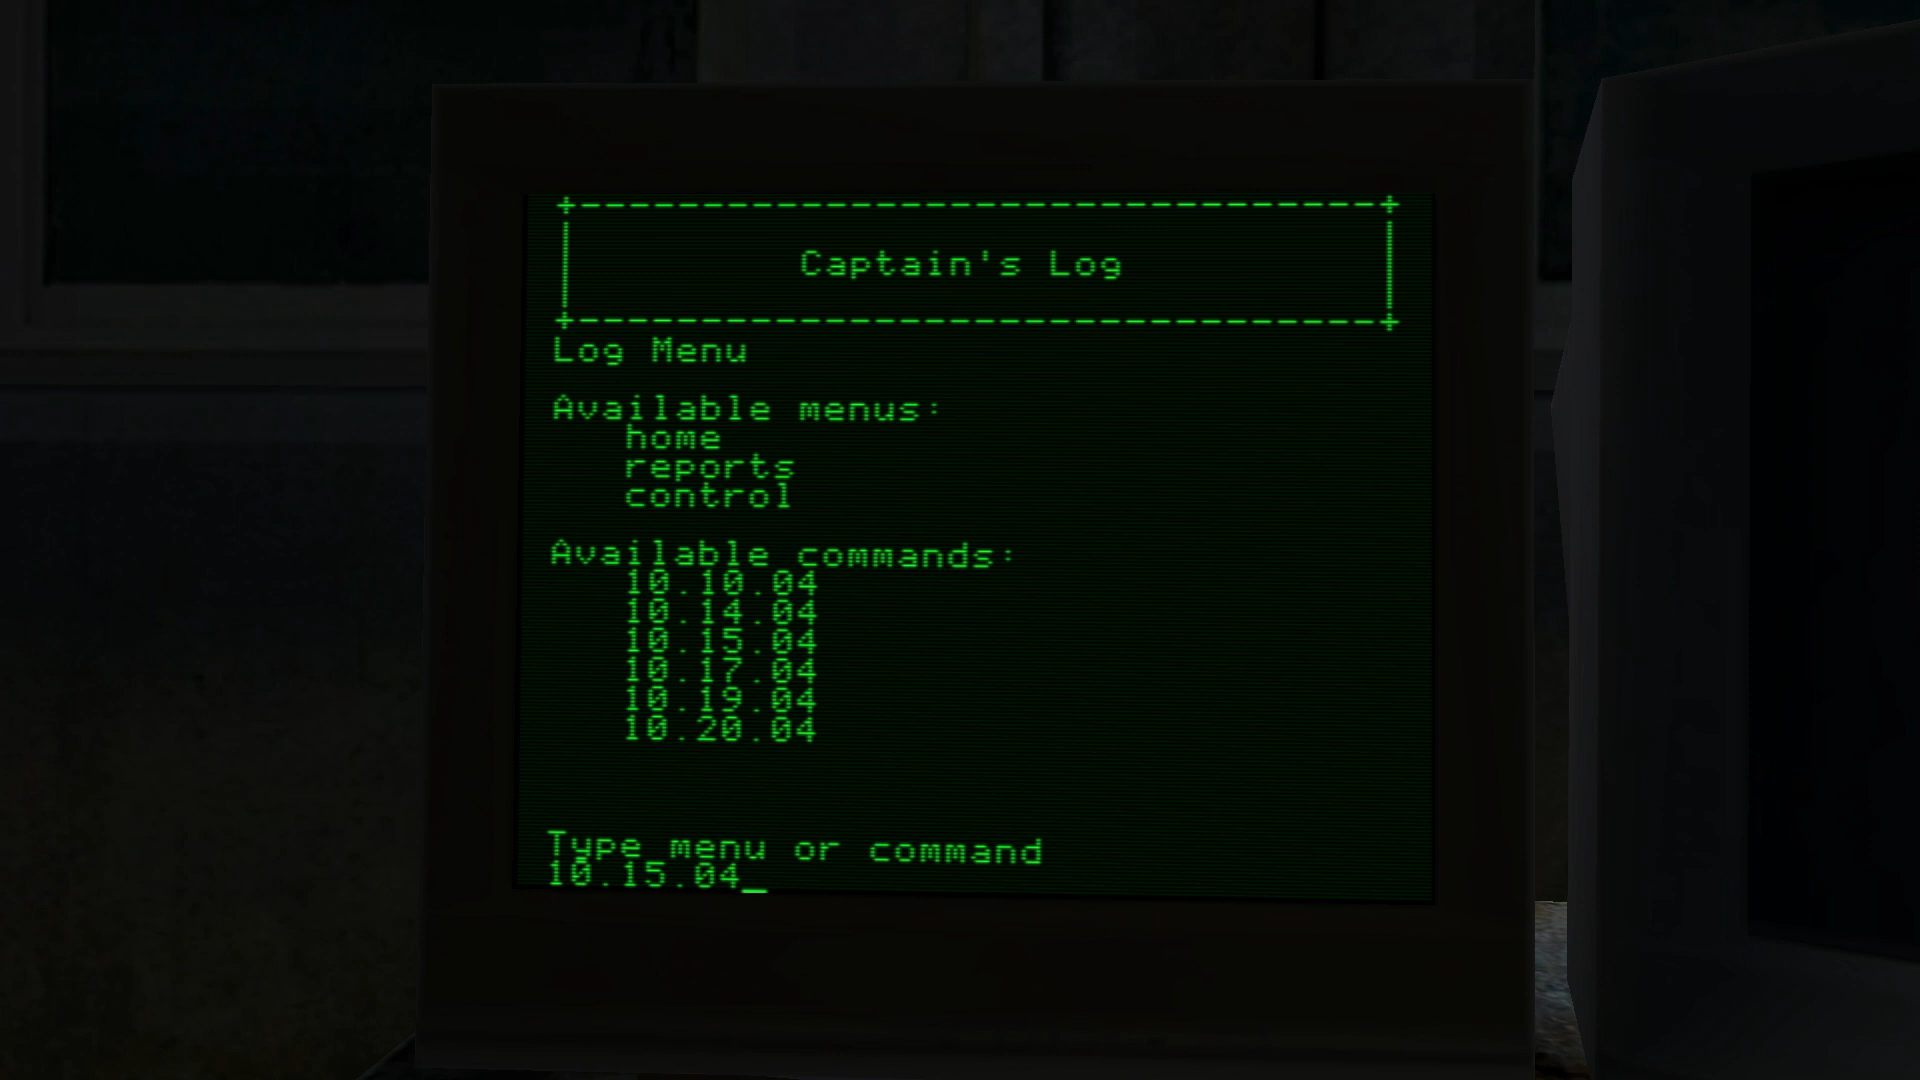 Captain's Log
Log Menu
Available menus:
home
reports
control
Available commands:
10.10.04
10.14.04
10.15.04
10.17.04
10.19.04
10.20.04
Type menu or command
10.15.04_